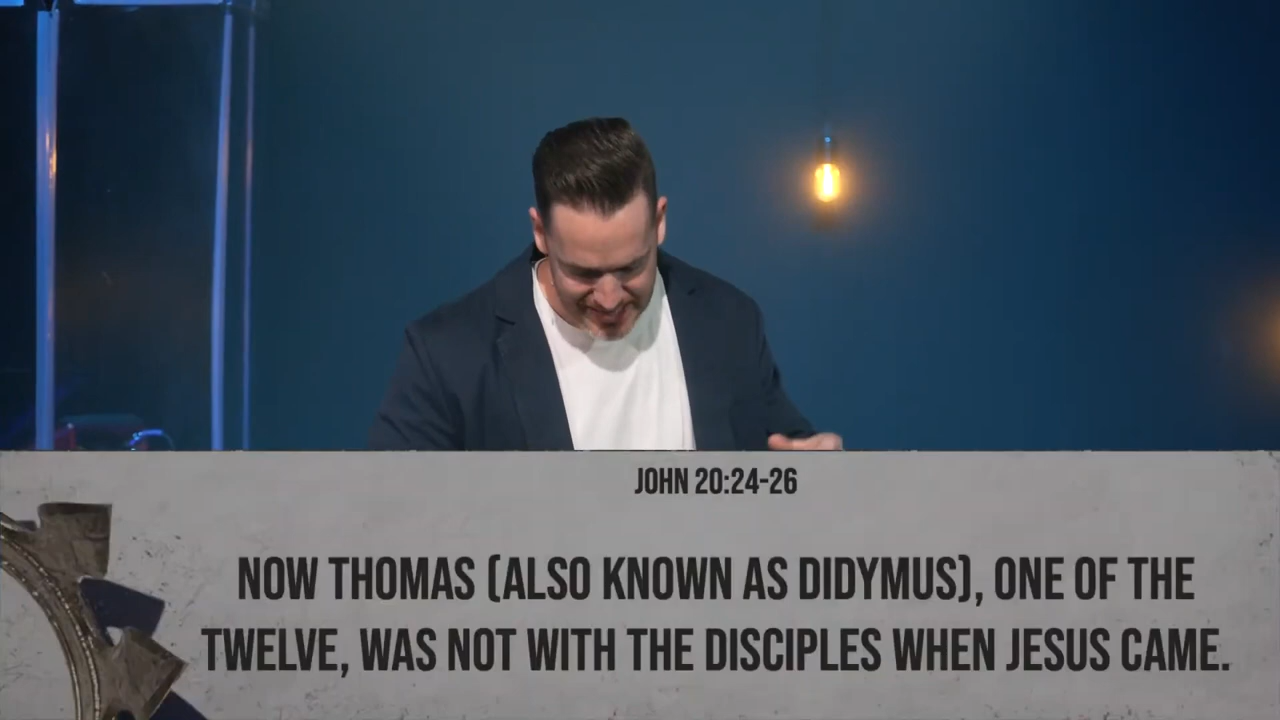 JOHN 20:24-26
NOW THOMAS (ALSO KNOWN AS DIDYMUS), ONE OF THE
TWELVE, WAS NOT WITH THE DISCIPLES WHEN JESUS CAME.